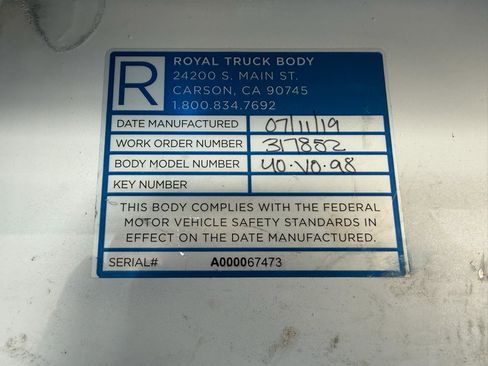 R
ROYAL TRUCK BODY
24200 S. MAIN ST.
CARSON, CA 90745
1.800.834.7692
DATE MANUFACTURED 07/11/19
WORK ORDER NUMBER 317852
BODY MODEL NUMBER 40·VO·98
KEY NUMBER
THIS BODY COMPLIES WITH THE FEDERAL
MOTOR VEHICLE SAFETY STANDARDS IN
EFFECT ON THE DATE MANUFACTURED.
SERIAL# A000067473